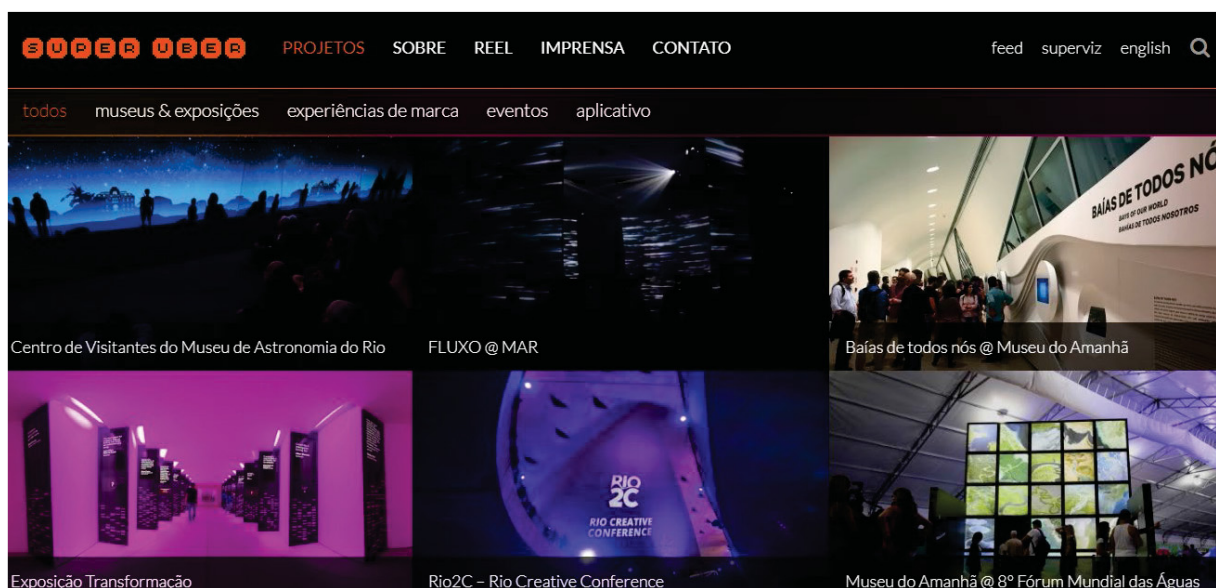 SUPER UBER PROJETOS SOBRE REEL IMPRENSA CONTATO feed superviz english
todos museus & exposições experiências de marca eventos aplicativo
BAÍAS DE TODOS NÓ
BAYS OF OUR WORLD
BAHÍAS DE TODOS NOSOTROS
Centro de Visitantes do Museu de Astronomia do Rio
FLUXO @ MAR
Baías de todos nós @ Museu do Amanhã
RIO
2C
RIO CREATIVE
CONFERENCE
Exposição Transformação
Rio2C – Rio Creative Conference
Museu do Amanhã @ 8º Fórum Mundial das Águas